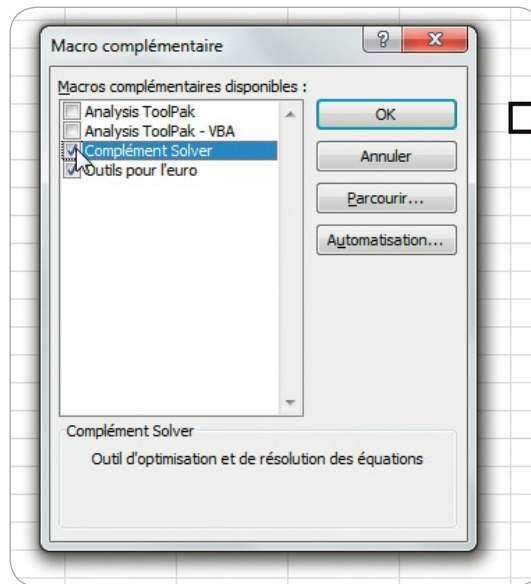 Macro complémentaire
Macros complémentaires disponibles :
Analysis ToolPak
Analysis ToolPak - VBA
Complément Solver
Outils pour l'euro
OK
Annuler
Parcourir...
Automatisation...
Complément Solver
Outil d'optimisation et de résolution des équations